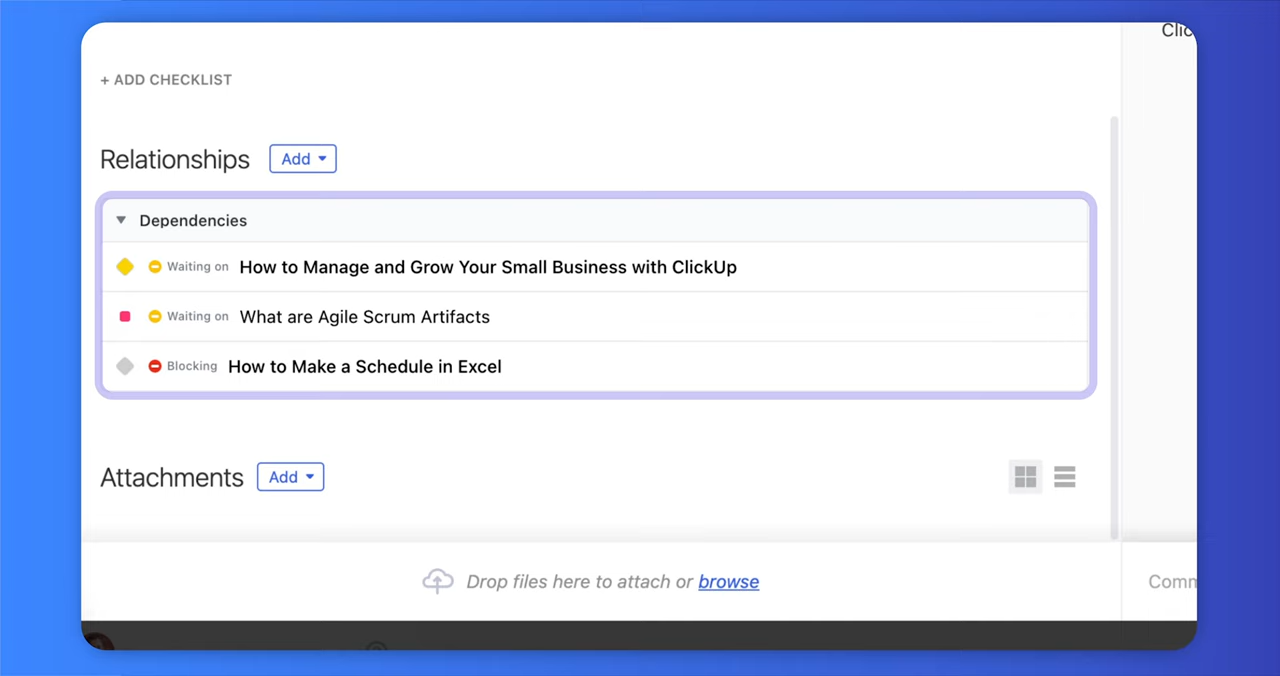 Clic
+ ADD CHECKLIST
Relationships Add
Dependencies
Waiting on How to Manage and Grow Your Small Business with ClickUp
Waiting on What are Agile Scrum Artifacts
Blocking How to Make a Schedule in Excel
Attachments Add
Drop files here to attach or browse
Comm